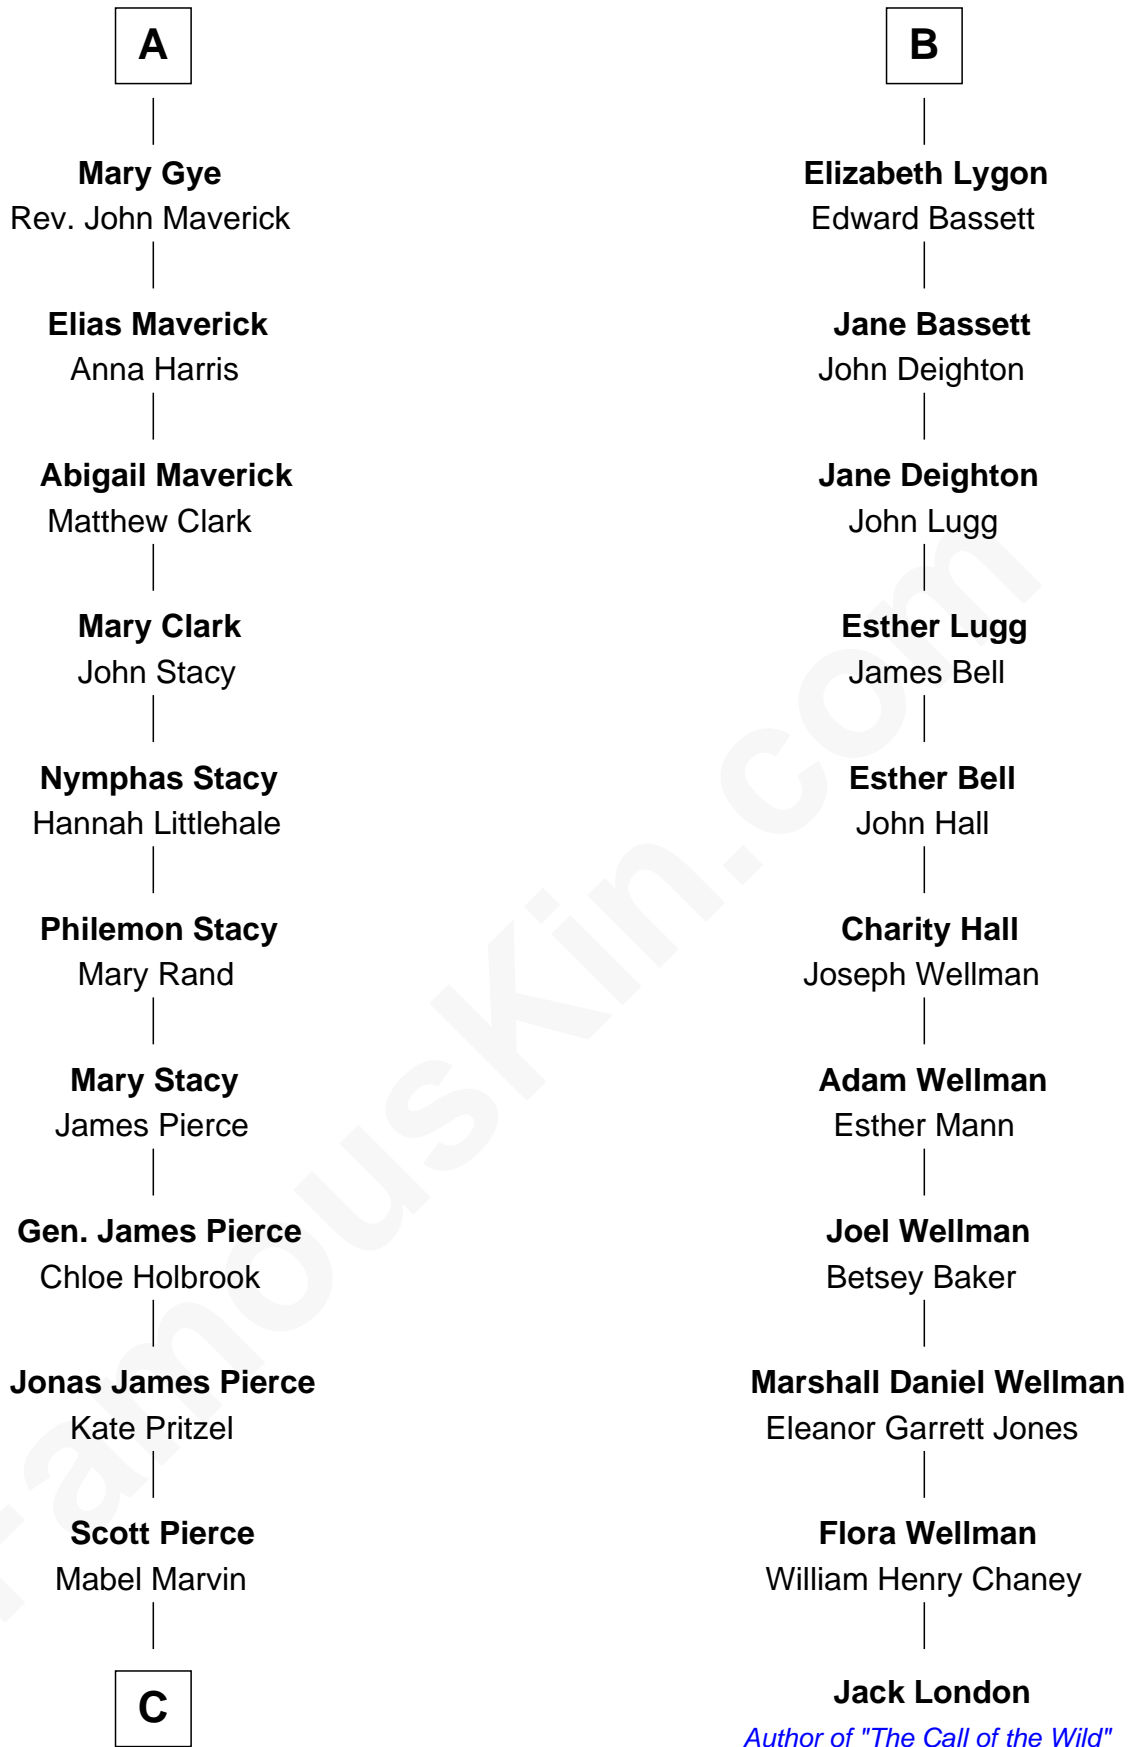 A
Mary Gye
Rev. John Maverick
Elias Maverick
Anna Harris
Abigail Maverick
Matthew Clark
Mary Clark
John Stacy
Nymphas Stacy
Hannah Littlehale
Philemon Stacy
Mary Rand
Mary Stacy
James Pierce
Gen. James Pierce
Chloe Holbrook
Jonas James Pierce
Kate Pritzel
Scott Pierce
Mabel Marvin
C
B
Elizabeth Lygon
Edward Bassett
Jane Bassett
John Deighton
Jane Deighton
John Lugg
Esther Lugg
James Bell
Esther Bell
John Hall
Charity Hall
Joseph Wellman
Adam Wellman
Esther Mann
Joel Wellman
Betsey Baker
Marshall Daniel Wellman
Eleanor Garrett Jones
Flora Wellman
William Henry Chaney
Jack London
Author of "The Call of the Wild"
FamousKin.com